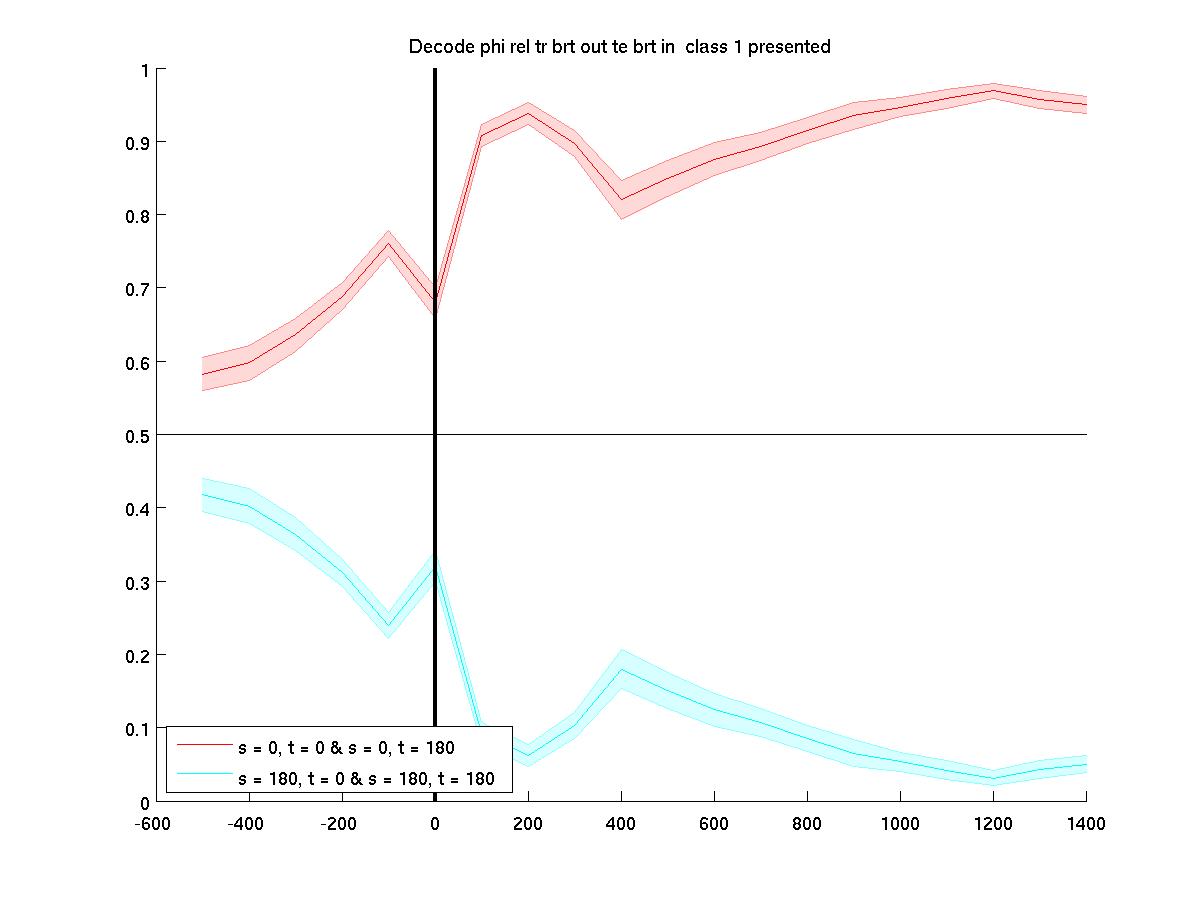 Decode phi rel tr brt out te brt in  class 1 presented
1
0.9
0.8
0.7
0.6
0.5
0.4
0.3
0.2
0.1
0
s = 0, t = 0 & s = 0, t = 180
s = 180, t = 0 & s = 180, t = 180
-600 -400 -200 0 200 400 600 800 1000 1200 1400